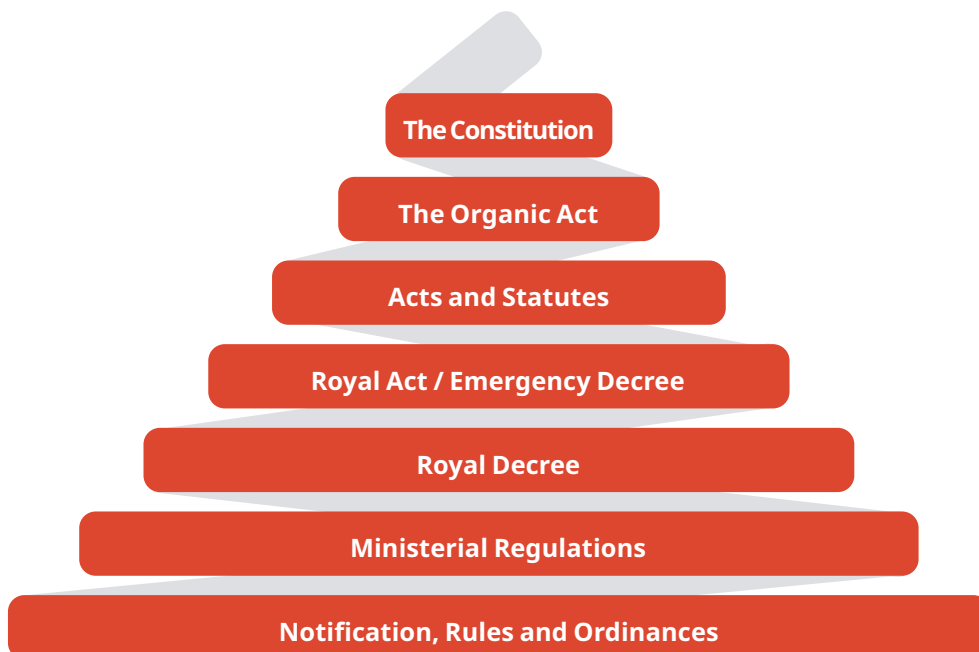 The Constitution
The Organic Act
Acts and Statutes
Royal Act / Emergency Decree
Royal Decree
Ministerial Regulations
Notification, Rules and Ordinances